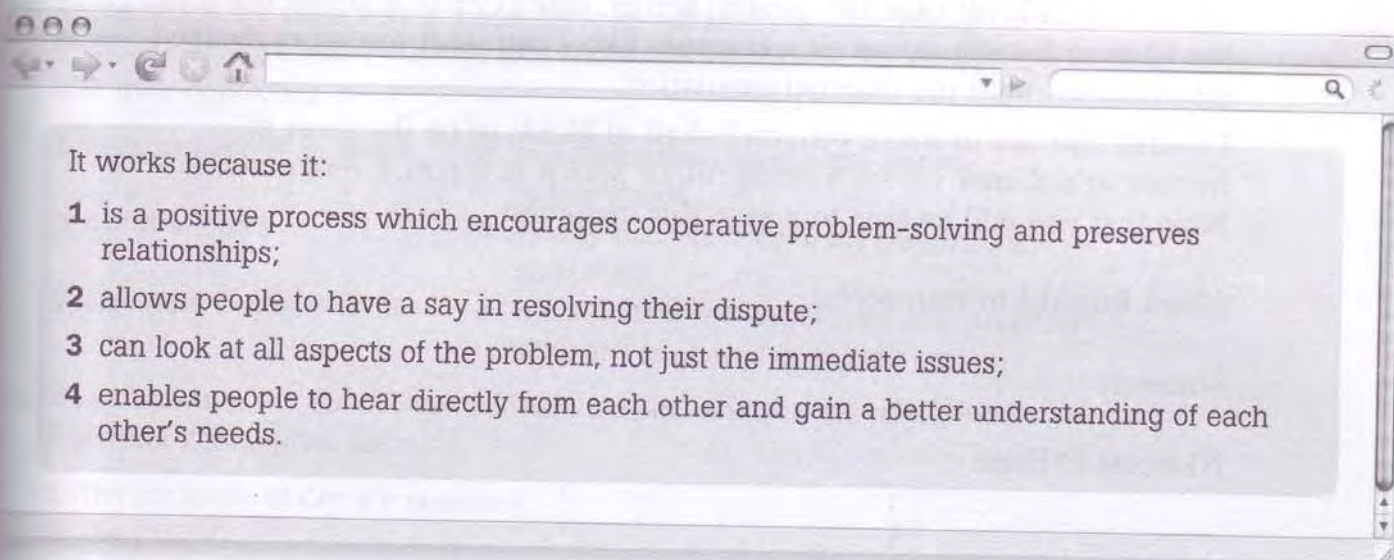 It works because it:
1 is a positive process which encourages cooperative problem-solving and preserves
relationships;
2 allows people to have a say in resolving their dispute;
3 can look at all aspects of the problem, not just the immediate issues;
4 enables people to hear directly from each other and gain a better understanding of each
other's needs.